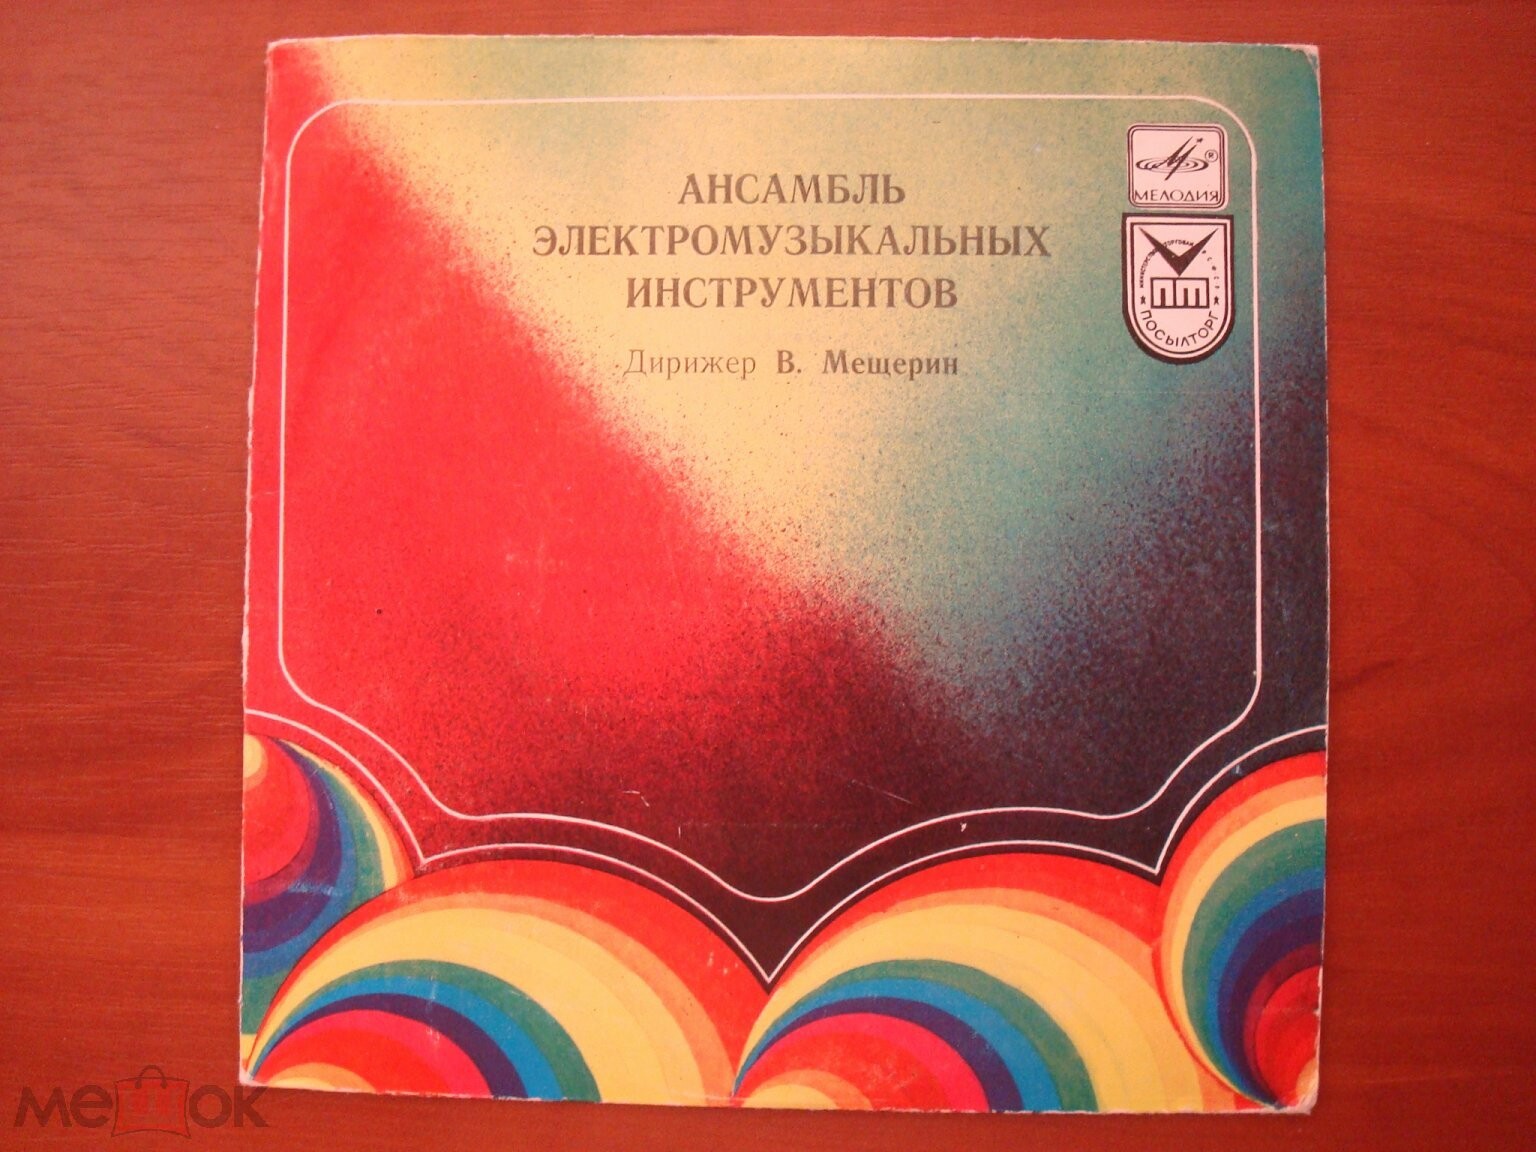 АНСАМБЛЬ
ЭЛЕКТРОМУЗЫКАЛЬНЫХ
ИНСТРУМЕНТОВ
Дирижер В. Мещерин
М ®
МЕЛОДИЯ
ПТ
ПОСЫЛТОРГ
мешок